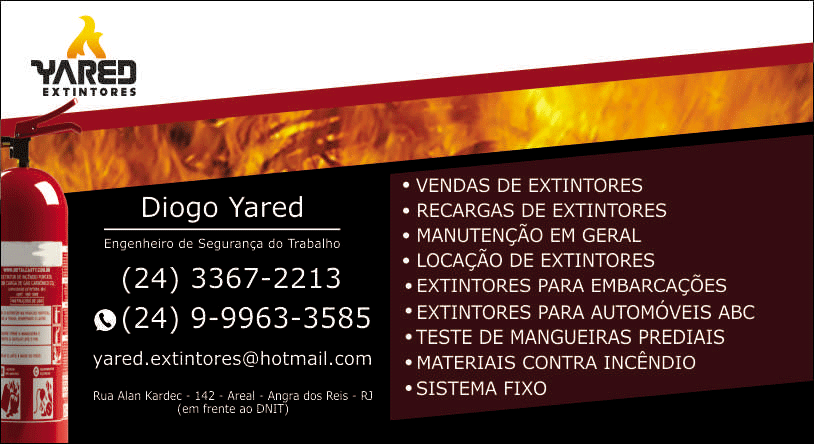 YARED
EXTINTORES
Diogo Yared
Engenheiro de Segurança do Trabalho
(24) 3367-2213
(24) 9-9963-3585
yared.extintores@hotmail.com
Rua Alan Kardec - 142 - Areal - Angra dos Reis - RJ
(em frente ao DNIT)
• VENDAS DE EXTINTORES
• RECARGAS DE EXTINTORES
• MANUTENÇÃO EM GERAL
• LOCAÇÃO DE EXTINTORES
• EXTINTORES PARA EMBARCAÇÕES
• EXTINTORES PARA AUTOMÓVEIS ABC
• TESTE DE MANGUEIRAS PREDIAIS
• MATERIAIS CONTRA INCÊNDIO
• SISTEMA FIXO